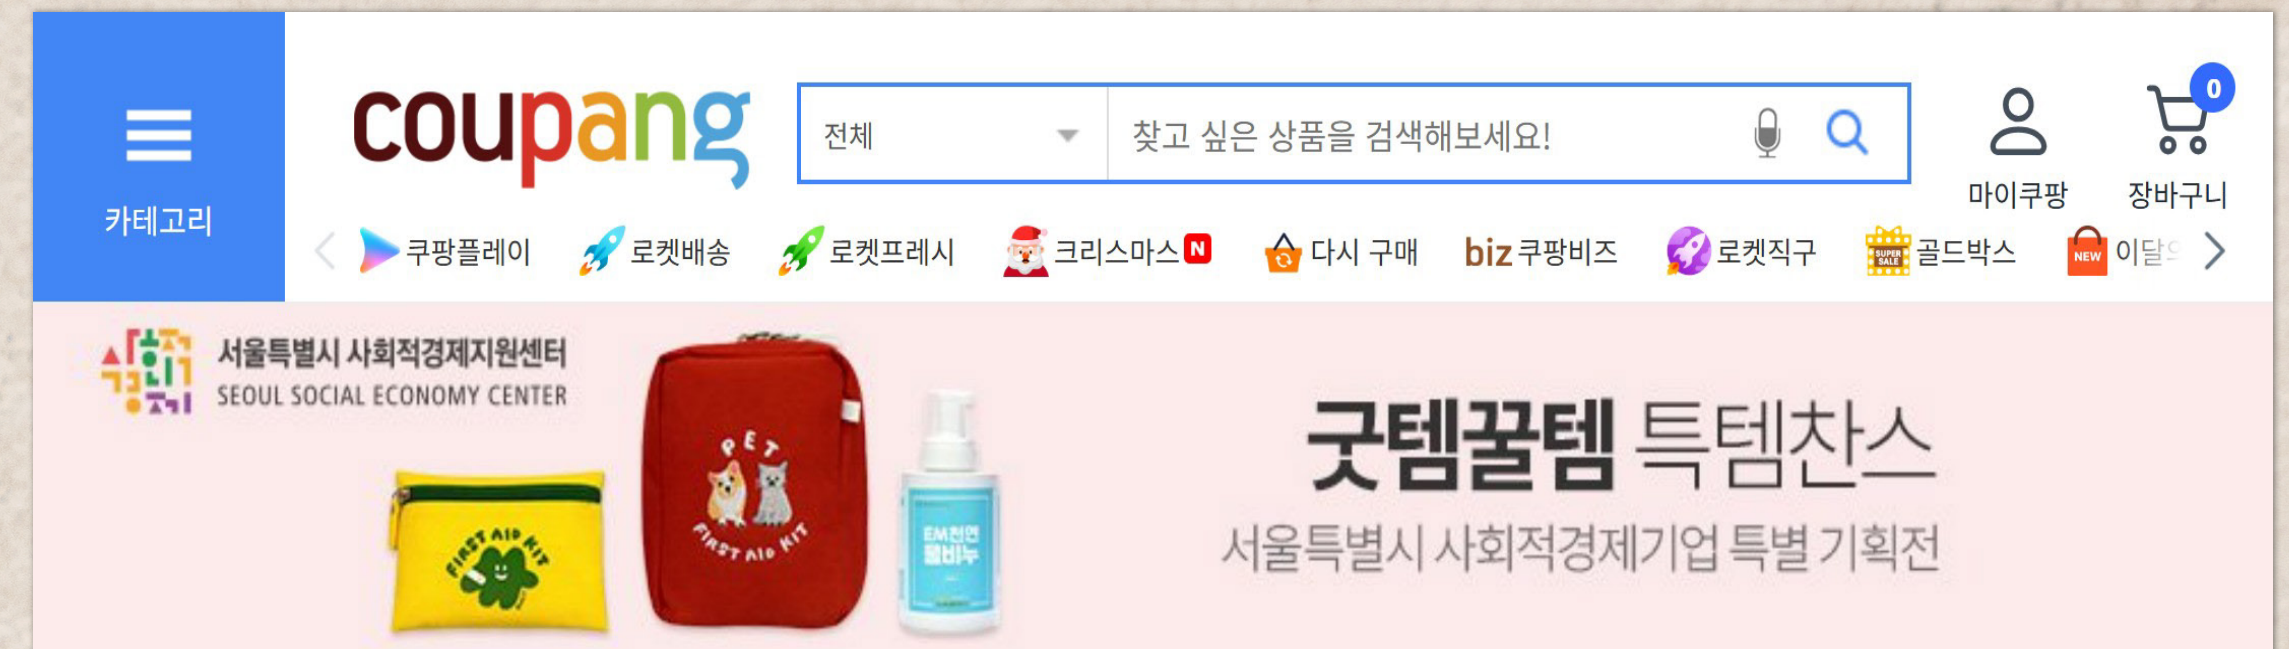 카테고리
coupang
전체
찾고 싶은 상품을 검색해보세요!
마이쿠팡
0
장바구니
쿠팡플레이
로켓배송
로켓프레시
크리스마스 N
다시 구매
biz 쿠팡비즈
로켓직구
SUPER SALE 골드박스
NEW 이달
서울특별시 사회적경제지원센터
SEOUL SOCIAL ECONOMY CENTER
FIRST AID KIT
PET
FIRST AID KIT
EM천연
물비누
굿템꿀템 특템찬스
서울특별시 사회적경제기업 특별 기획전